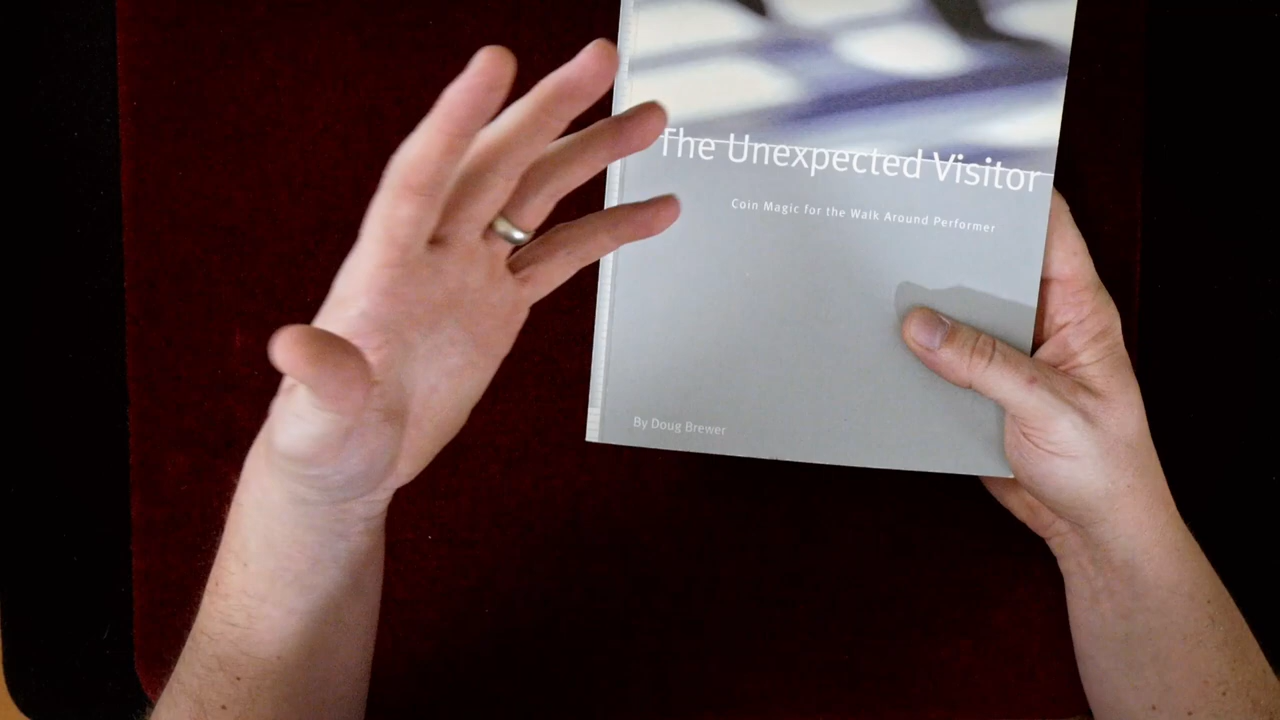 The Unexpected Visitor
Coin Magic for the Walk Around Performer
By Doug Brewer